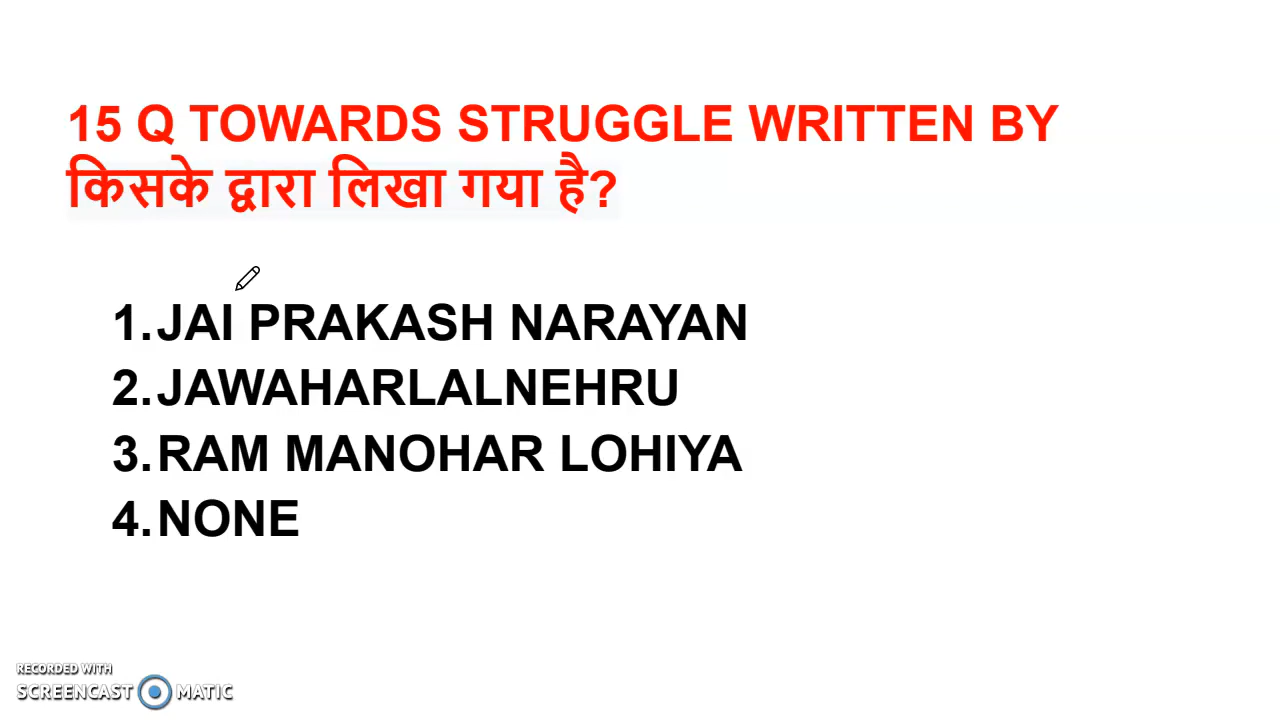 15 Q TOWARDS STRUGGLE WRITTEN BY
किसके द्वारा लिखा गया है?
1.JAI PRAKASH NARAYAN
2.JAWAHARLALNEHRU
3.RAM MANOHAR LOHIYA
4.NONE
RECORDED WITH
SCREENCAST MATIC